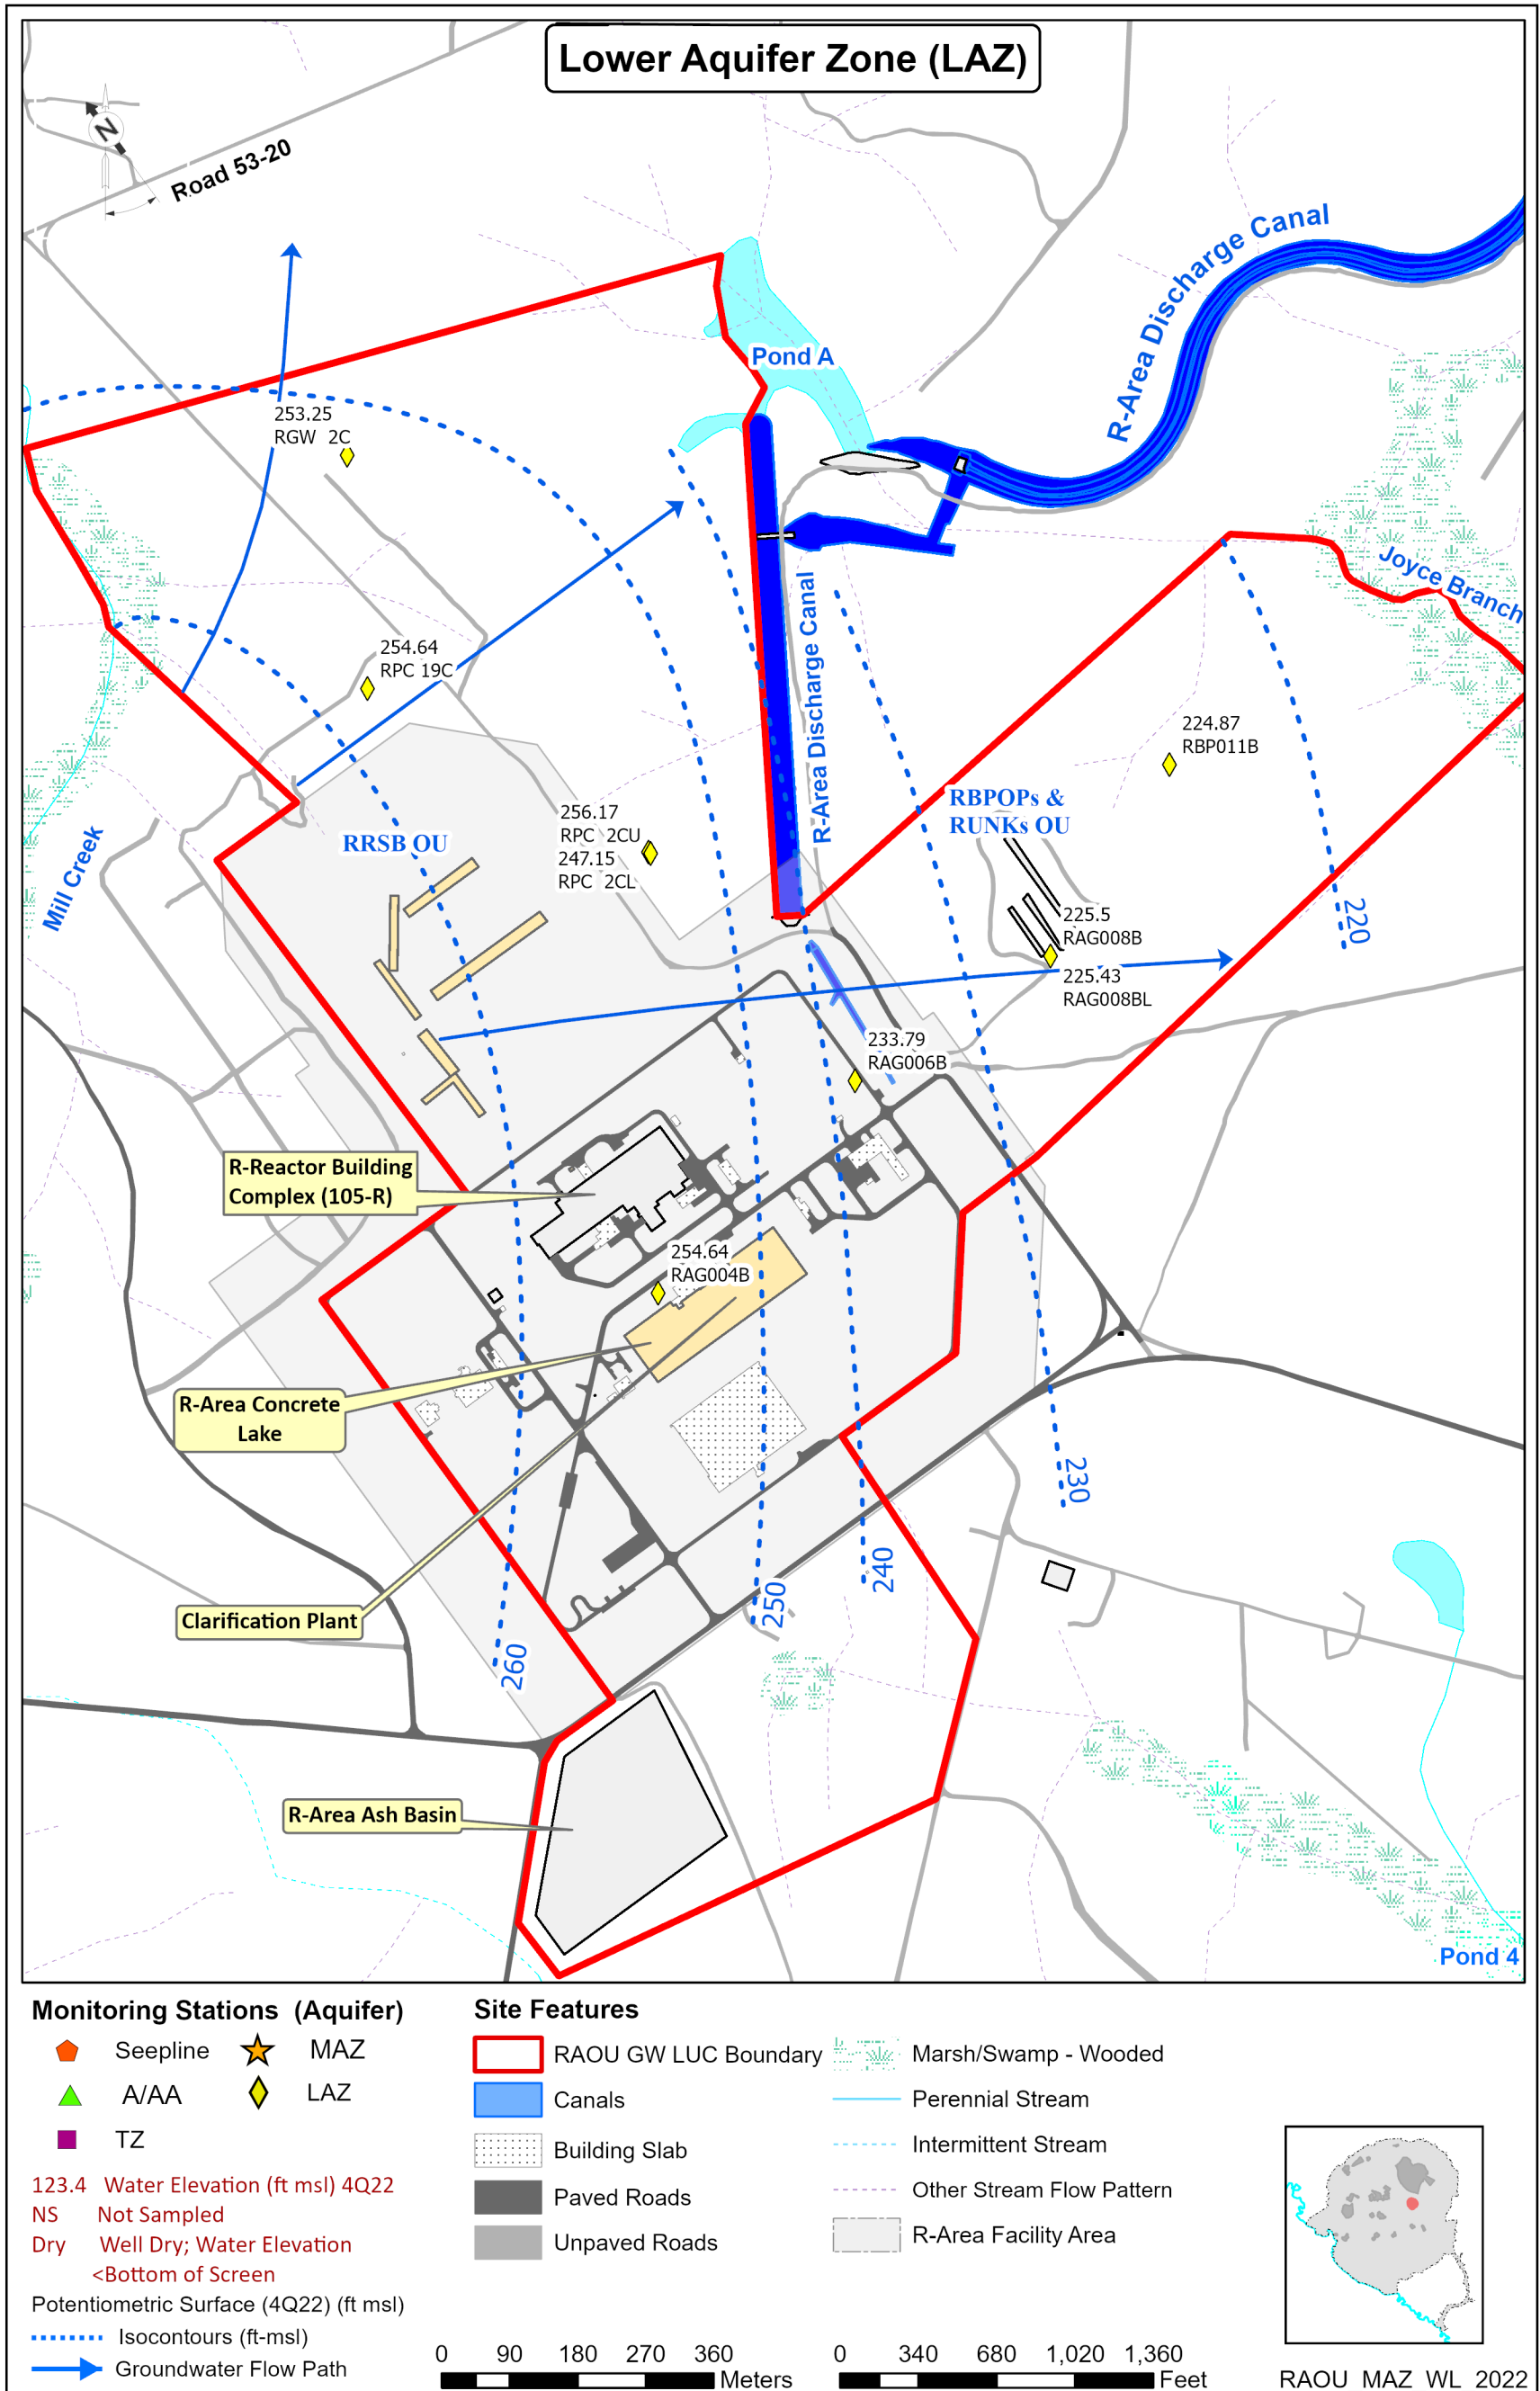 Lower Aquifer Zone (LAZ)
N
Road 53-20
R-Area Discharge Canal
Pond A
253.25
RGW 2C
Joyce Branch
254.64
RPC 19C
R-Area Discharge Canal
224.87
RBP011B
RBPOPs &
RUNKs OU
256.17
RPC 2CU
247.15
RPC 2CL
RRSB OU
Mill Creek
225.5
RAG008B
225.43
RAG008BL
220
233.79
RAG006B
R-Reactor Building
Complex (105-R)
254.64
RAG004B
R-Area Concrete
Lake
230
240
250
260
Clarification Plant
R-Area Ash Basin
Pond 4
Monitoring Stations (Aquifer)
Seepline
MAZ
A/AA
LAZ
TZ
123.4 Water Elevation (ft msl) 4Q22
NS Not Sampled
Dry Well Dry; Water Elevation
<Bottom of Screen
Potentiometric Surface (4Q22) (ft msl)
Isocontours (ft-msl)
Groundwater Flow Path
Site Features
RAOU GW LUC Boundary
Canals
Building Slab
Paved Roads
Unpaved Roads
Marsh/Swamp - Wooded
Perennial Stream
Intermittent Stream
Other Stream Flow Pattern
R-Area Facility Area
0 90 180 270 360
Meters
0 340 680 1,020 1,360
Feet
RAOU MAZ WL 2022